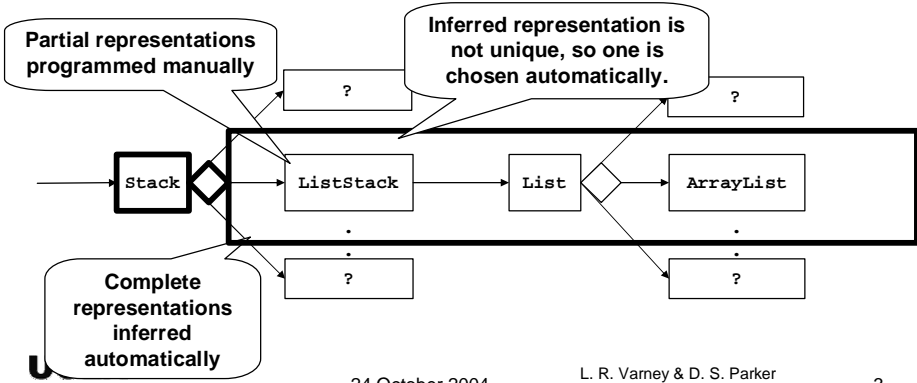 Partial representations
programmed manually
Inferred representation is
not unique, so one is
chosen automatically.
?
?
Stack
ListStack
List
ArrayList
?
?
Complete
representations
inferred
automatically
24 October 2004
L. R. Varney & D. S. Parker